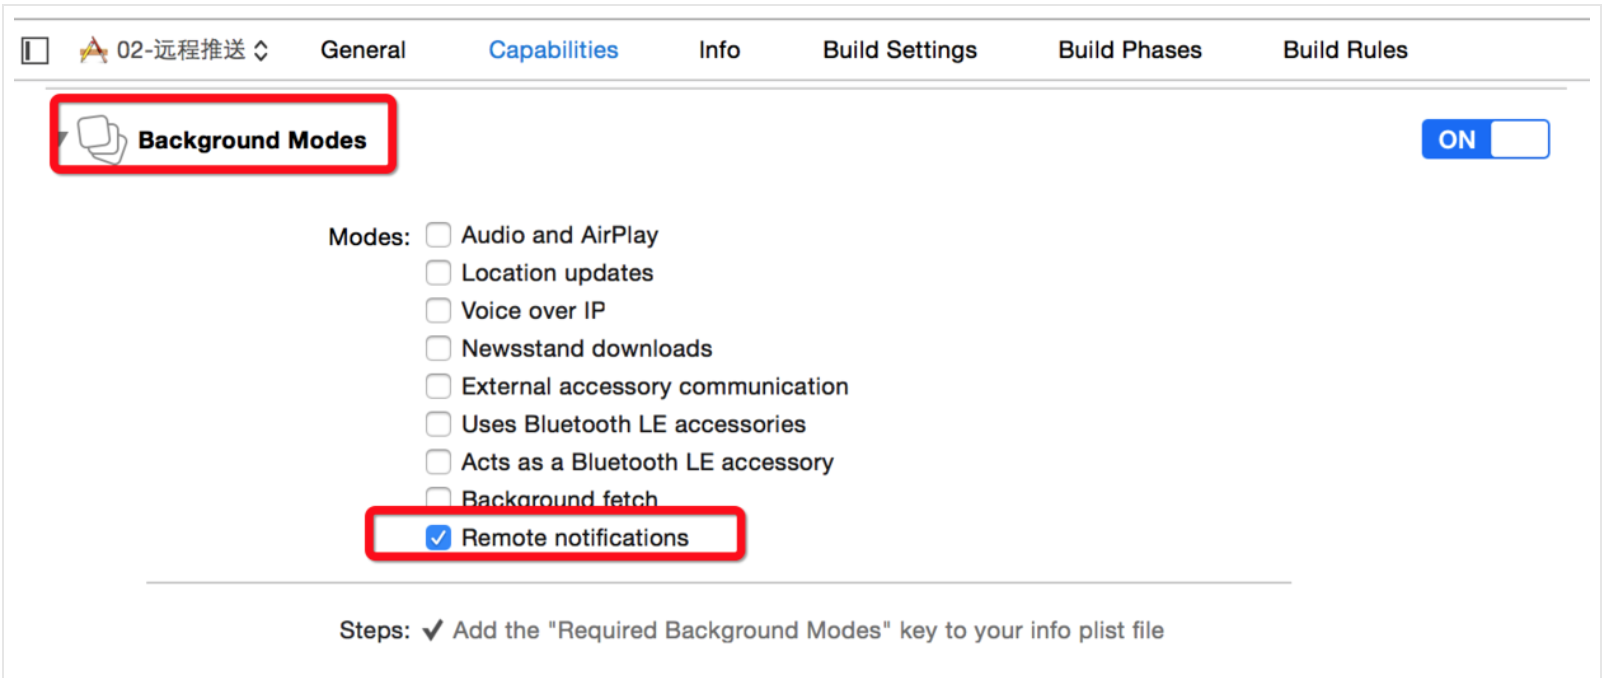 02-远程推送 General Capabilities Info Build Settings Build Phases Build Rules
Background Modes ON
Modes: Audio and AirPlay
Location updates
Voice over IP
Newsstand downloads
External accessory communication
Uses Bluetooth LE accessories
Acts as a Bluetooth LE accessory
Background fetch
Remote notifications
Steps: ✓ Add the "Required Background Modes" key to your info plist file